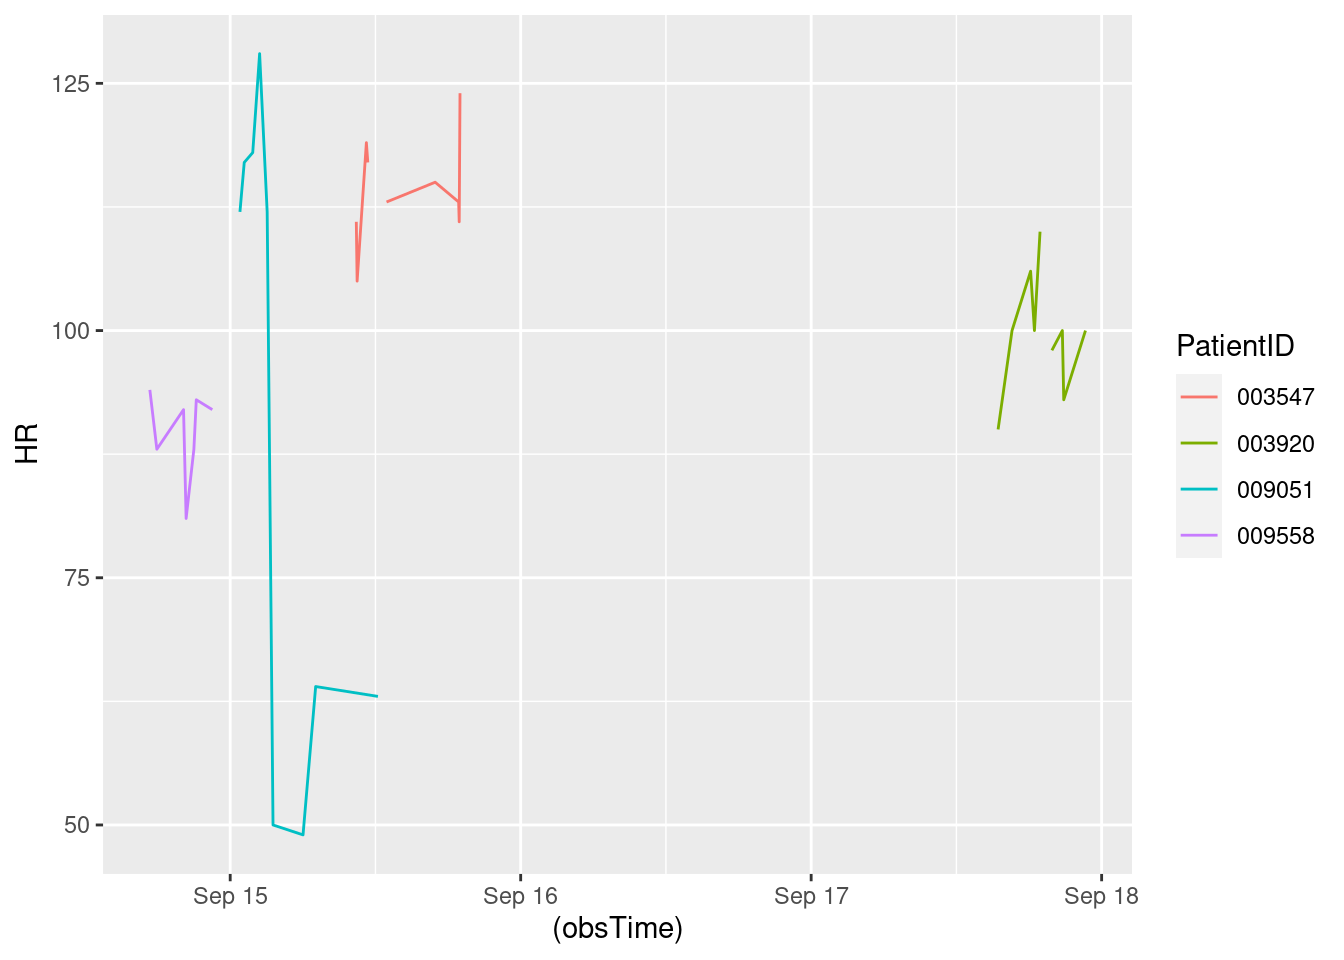 125
100
75
50
HR
Sep 15
Sep 16
Sep 17
Sep 18
(obsTime)
PatientID
003547
003920
009051
009558